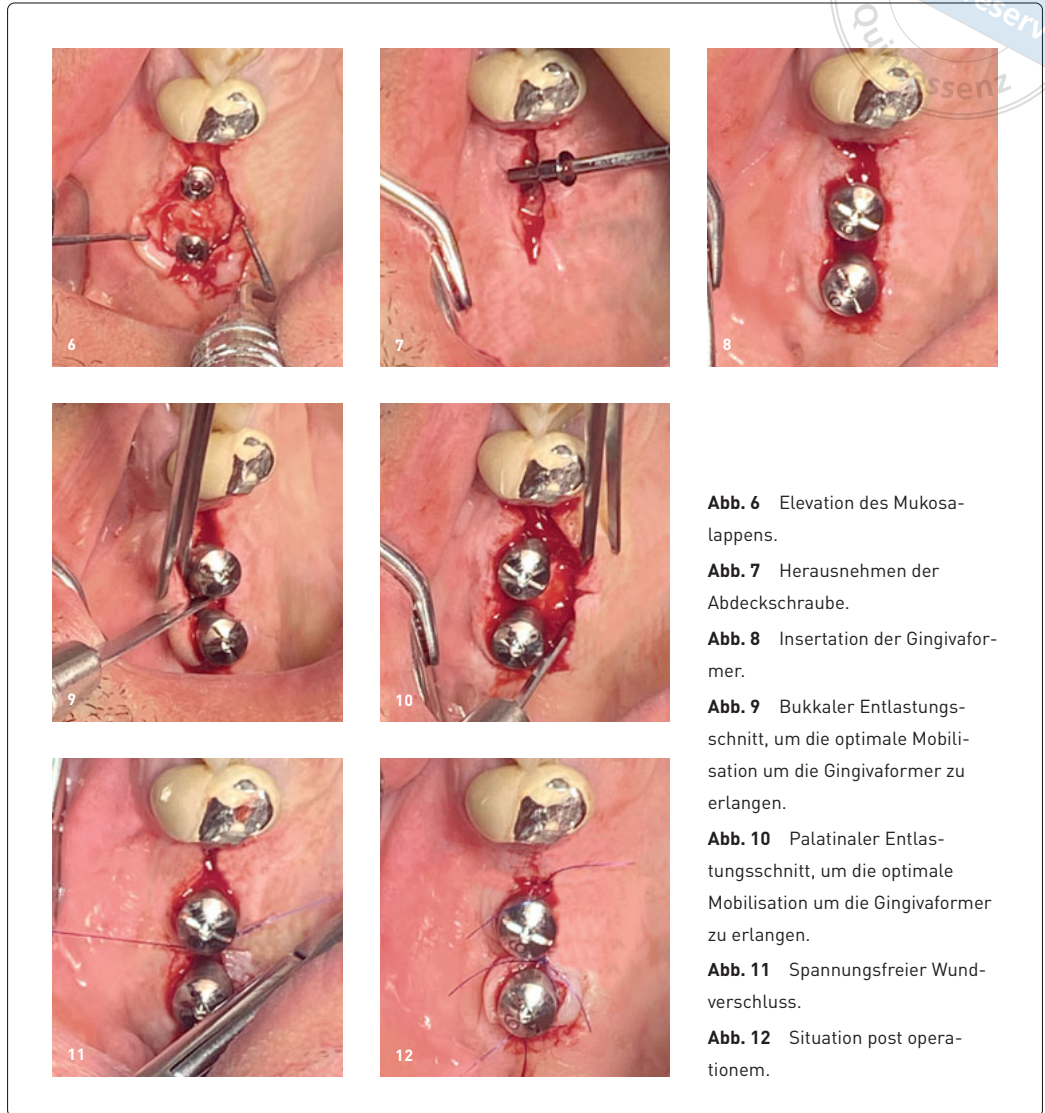 Quintessenz
6
7
8
9
10
11
12
Abb. 6 Elevation des Mukosa-
lappens.
Abb. 7 Herausnehmen der
Abdeckschraube.
Abb. 8 Insertation der Gingivafor-
mer.
Abb. 9 Bukkaler Entlastungs-
schnitt, um die optimale Mobili-
sation um die Gingivaformer zu
erlangen.
Abb. 10 Palatinaler Entlas-
tungsschnitt, um die optimale
Mobilisation um die Gingivaformer
zu erlangen.
Abb. 11 Spannungsfreier Wund-
verschluss.
Abb. 12 Situation post opera-
tionem.